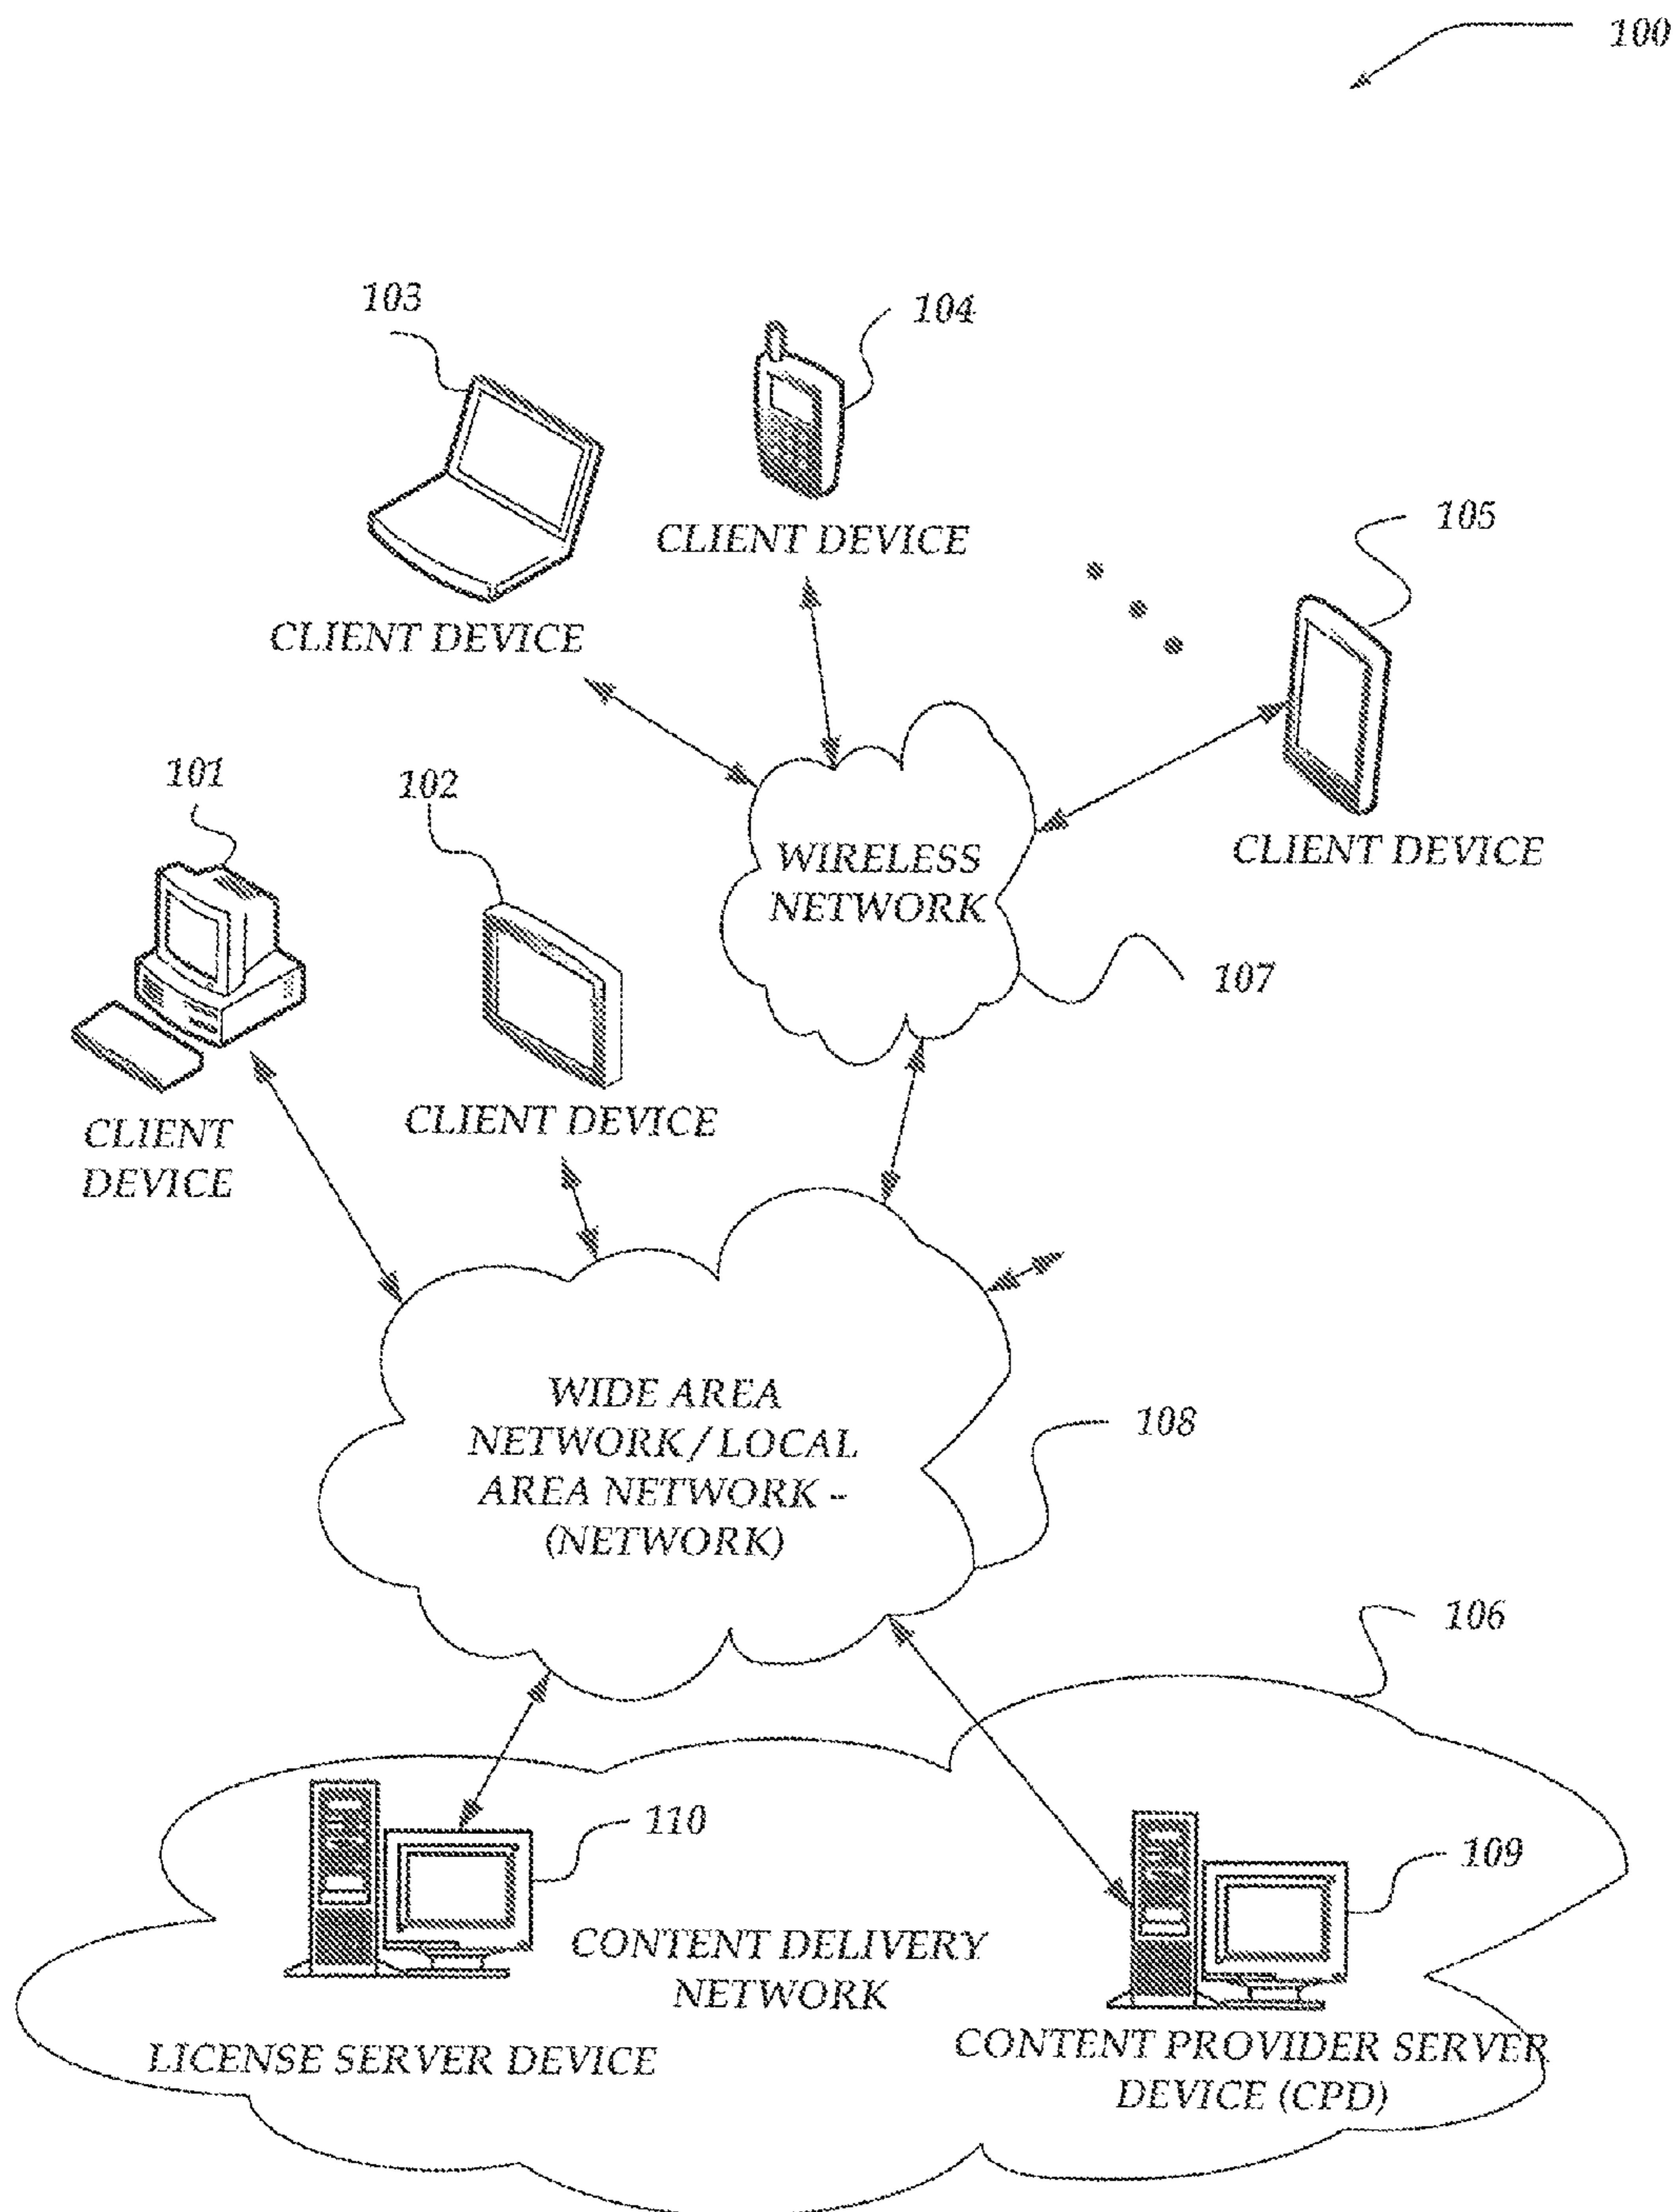 100
103
104
CLIENT DEVICE
105
CLIENT DEVICE
101
102
WIRELESS
NETWORK
CLIENT DEVICE
107
CLIENT DEVICE
CLIENT
DEVICE
WIDE AREA
NETWORK/LOCAL
AREA NETWORK –
(NETWORK)
108
106
110
109
CONTENT DELIVERY
NETWORK
LICENSE SERVER DEVICE
CONTENT PROVIDER SERVER
DEVICE (CPD)